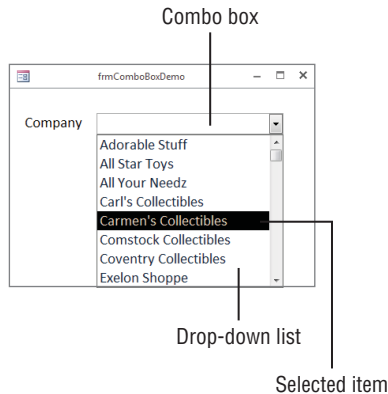 Combo box
frmComboBoxDemo
Company
Adorable Stuff
All Star Toys
All Your Needz
Carl's Collectibles
Carmen's Collectibles
Comstock Collectibles
Coventry Collectibles
Exelon Shoppe
Drop-down list
Selected item